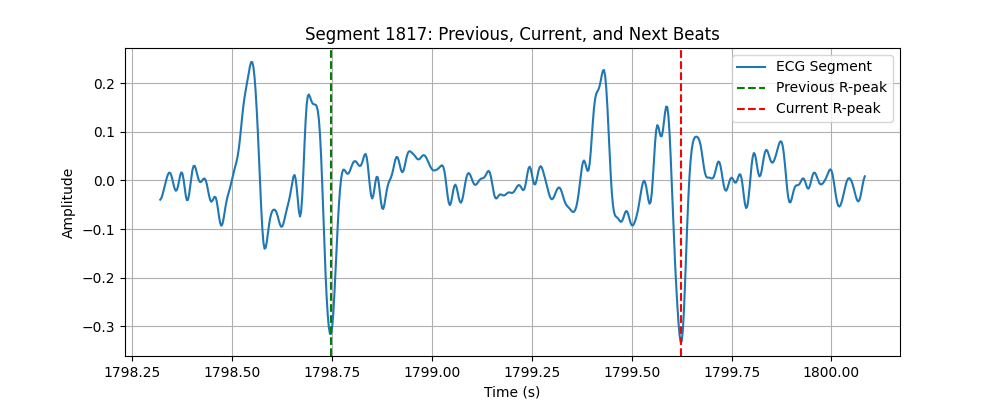 Segment 1817: Previous, Current, and Next Beats
ECG Segment
Previous R-peak
Current R-peak
0.2
0.1
0.0
−0.1
−0.2
−0.3
Amplitude
1798.25 1798.50 1798.75 1799.00 1799.25 1799.50 1799.75 1800.00
Time (s)